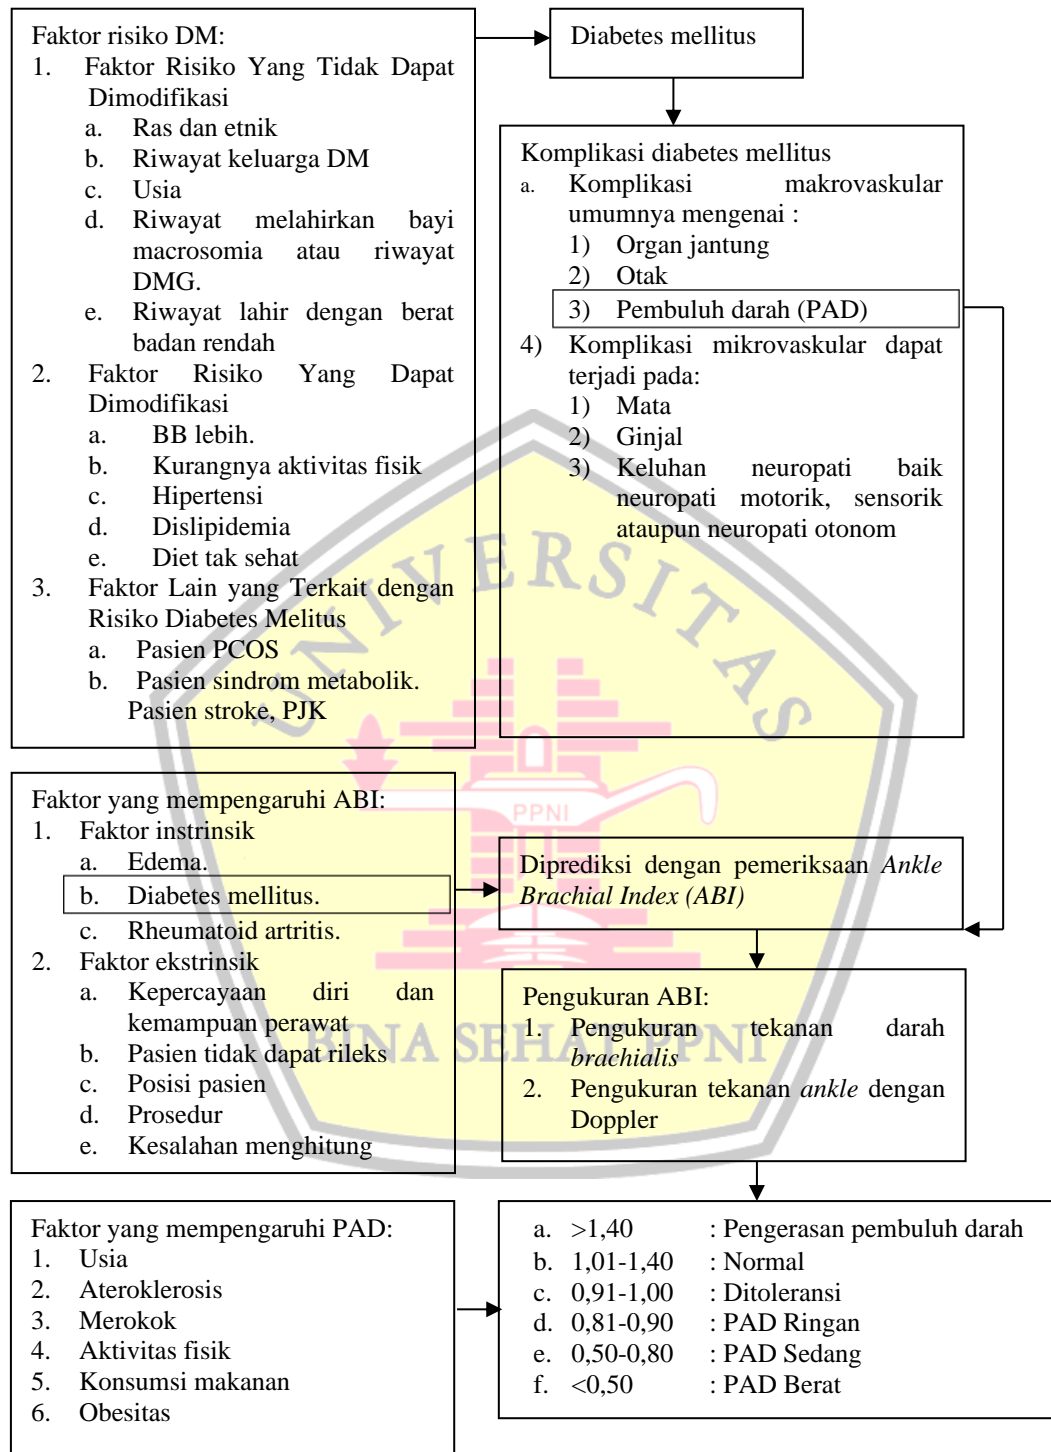 Faktor risiko DM:
1. Faktor Risiko Yang Tidak Dapat
Dimodifikasi
a. Ras dan etnik
b. Riwayat keluarga DM
c. Usia
d. Riwayat melahirkan bayi
macrosomia atau riwayat
DMG.
e. Riwayat lahir dengan berat
badan rendah
2. Faktor Risiko Yang Dapat
Dimodifikasi
a. BB lebih.
b. Kurangnya aktivitas fisik
c. Hipertensi
d. Dislipidemia
e. Diet tak sehat
3. Faktor Lain yang Terkait dengan
Risiko Diabetes Melitus
a. Pasien PCOS
b. Pasien sindrom metabolik.
Pasien stroke, PJK
Diabetes mellitus
Komplikasi diabetes mellitus
a. Komplikasi makrovaskular
umumnya mengenai :
1) Organ jantung
2) Otak
3) Pembuluh darah (PAD)
4) Komplikasi mikrovaskular dapat
terjadi pada:
1) Mata
2) Ginjal
3) Keluhan neuropati baik
neuropati motorik, sensorik
ataupun neuropati otonom
UNIVERSITAS
PPNI
BINA SEHAT PPNI
Faktor yang mempengaruhi ABI:
1. Faktor instrinsik
a. Edema.
b. Diabetes mellitus.
c. Rheumatoid artritis.
2. Faktor ekstrinsik
a. Kepercayaan diri dan
kemampuan perawat
b. Pasien tidak dapat rileks
c. Posisi pasien
d. Prosedur
e. Kesalahan menghitung
Diprediksi dengan pemeriksaan Ankle
Brachial Index (ABI)
Pengukuran ABI:
1. Pengukuran tekanan darah
brachialis
2. Pengukuran tekanan ankle dengan
Doppler
Faktor yang mempengaruhi PAD:
1. Usia
2. Ateroklerosis
3. Merokok
4. Aktivitas fisik
5. Konsumsi makanan
6. Obesitas
a. >1,40 : Pengerasan pembuluh darah
b. 1,01-1,40 : Normal
c. 0,91-1,00 : Ditoleransi
d. 0,81-0,90 : PAD Ringan
e. 0,50-0,80 : PAD Sedang
f. <0,50 : PAD Berat